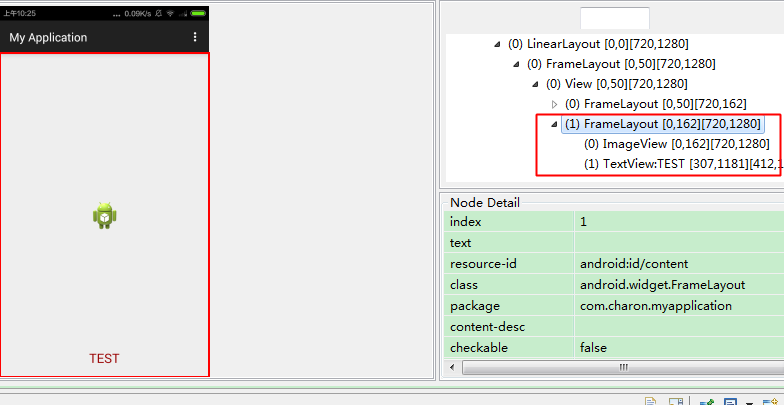 上午10:25
... 0.09K/s
My Application
TEST
(0) LinearLayout [0,0][720,1280]
(0) FrameLayout [0,50][720,1280]
(0) View [0,50][720,1280]
(0) FrameLayout [0,50][720,162]
(1) FrameLayout [0,162][720,1280]
(0) ImageView [0,162][720,1280]
(1) TextView:TEST [307,1181][412,1
Node Detail
index 1
text
resource-id android:id/content
class android.widget.FrameLayout
package com.charon.myapplication
content-desc
checkable false